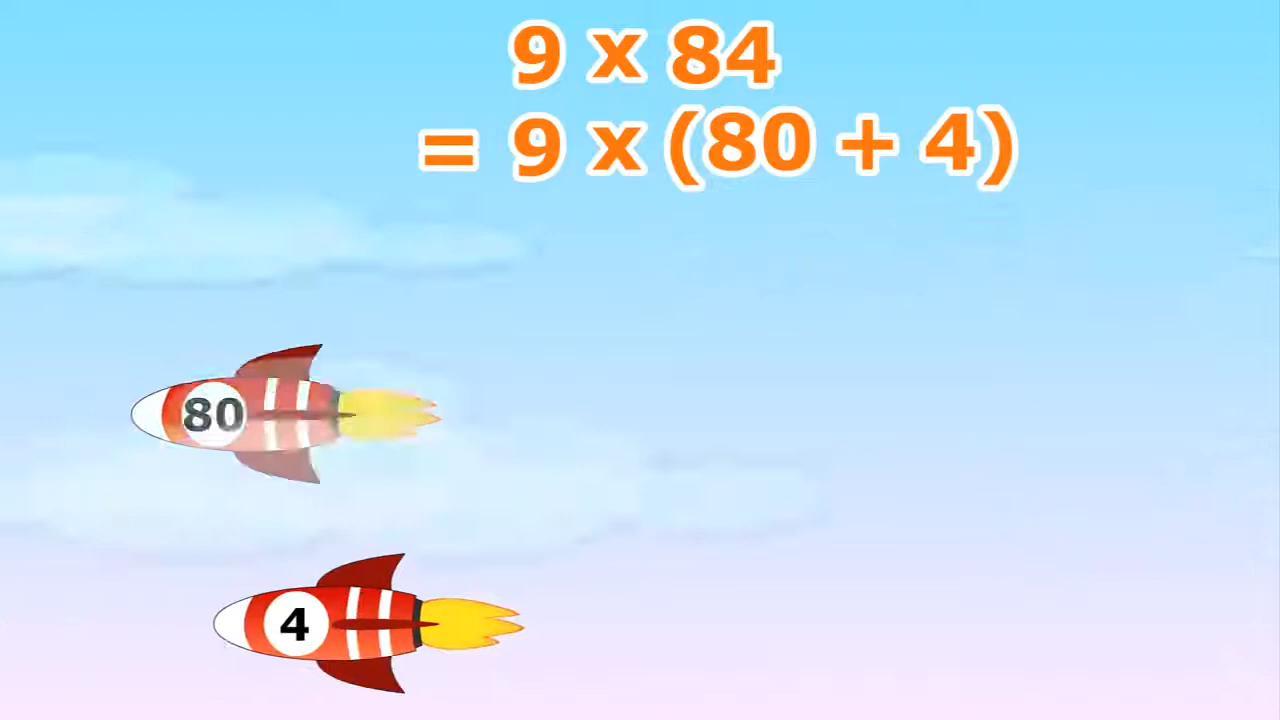 9 x 84
= 9 x (80 + 4)
80
4